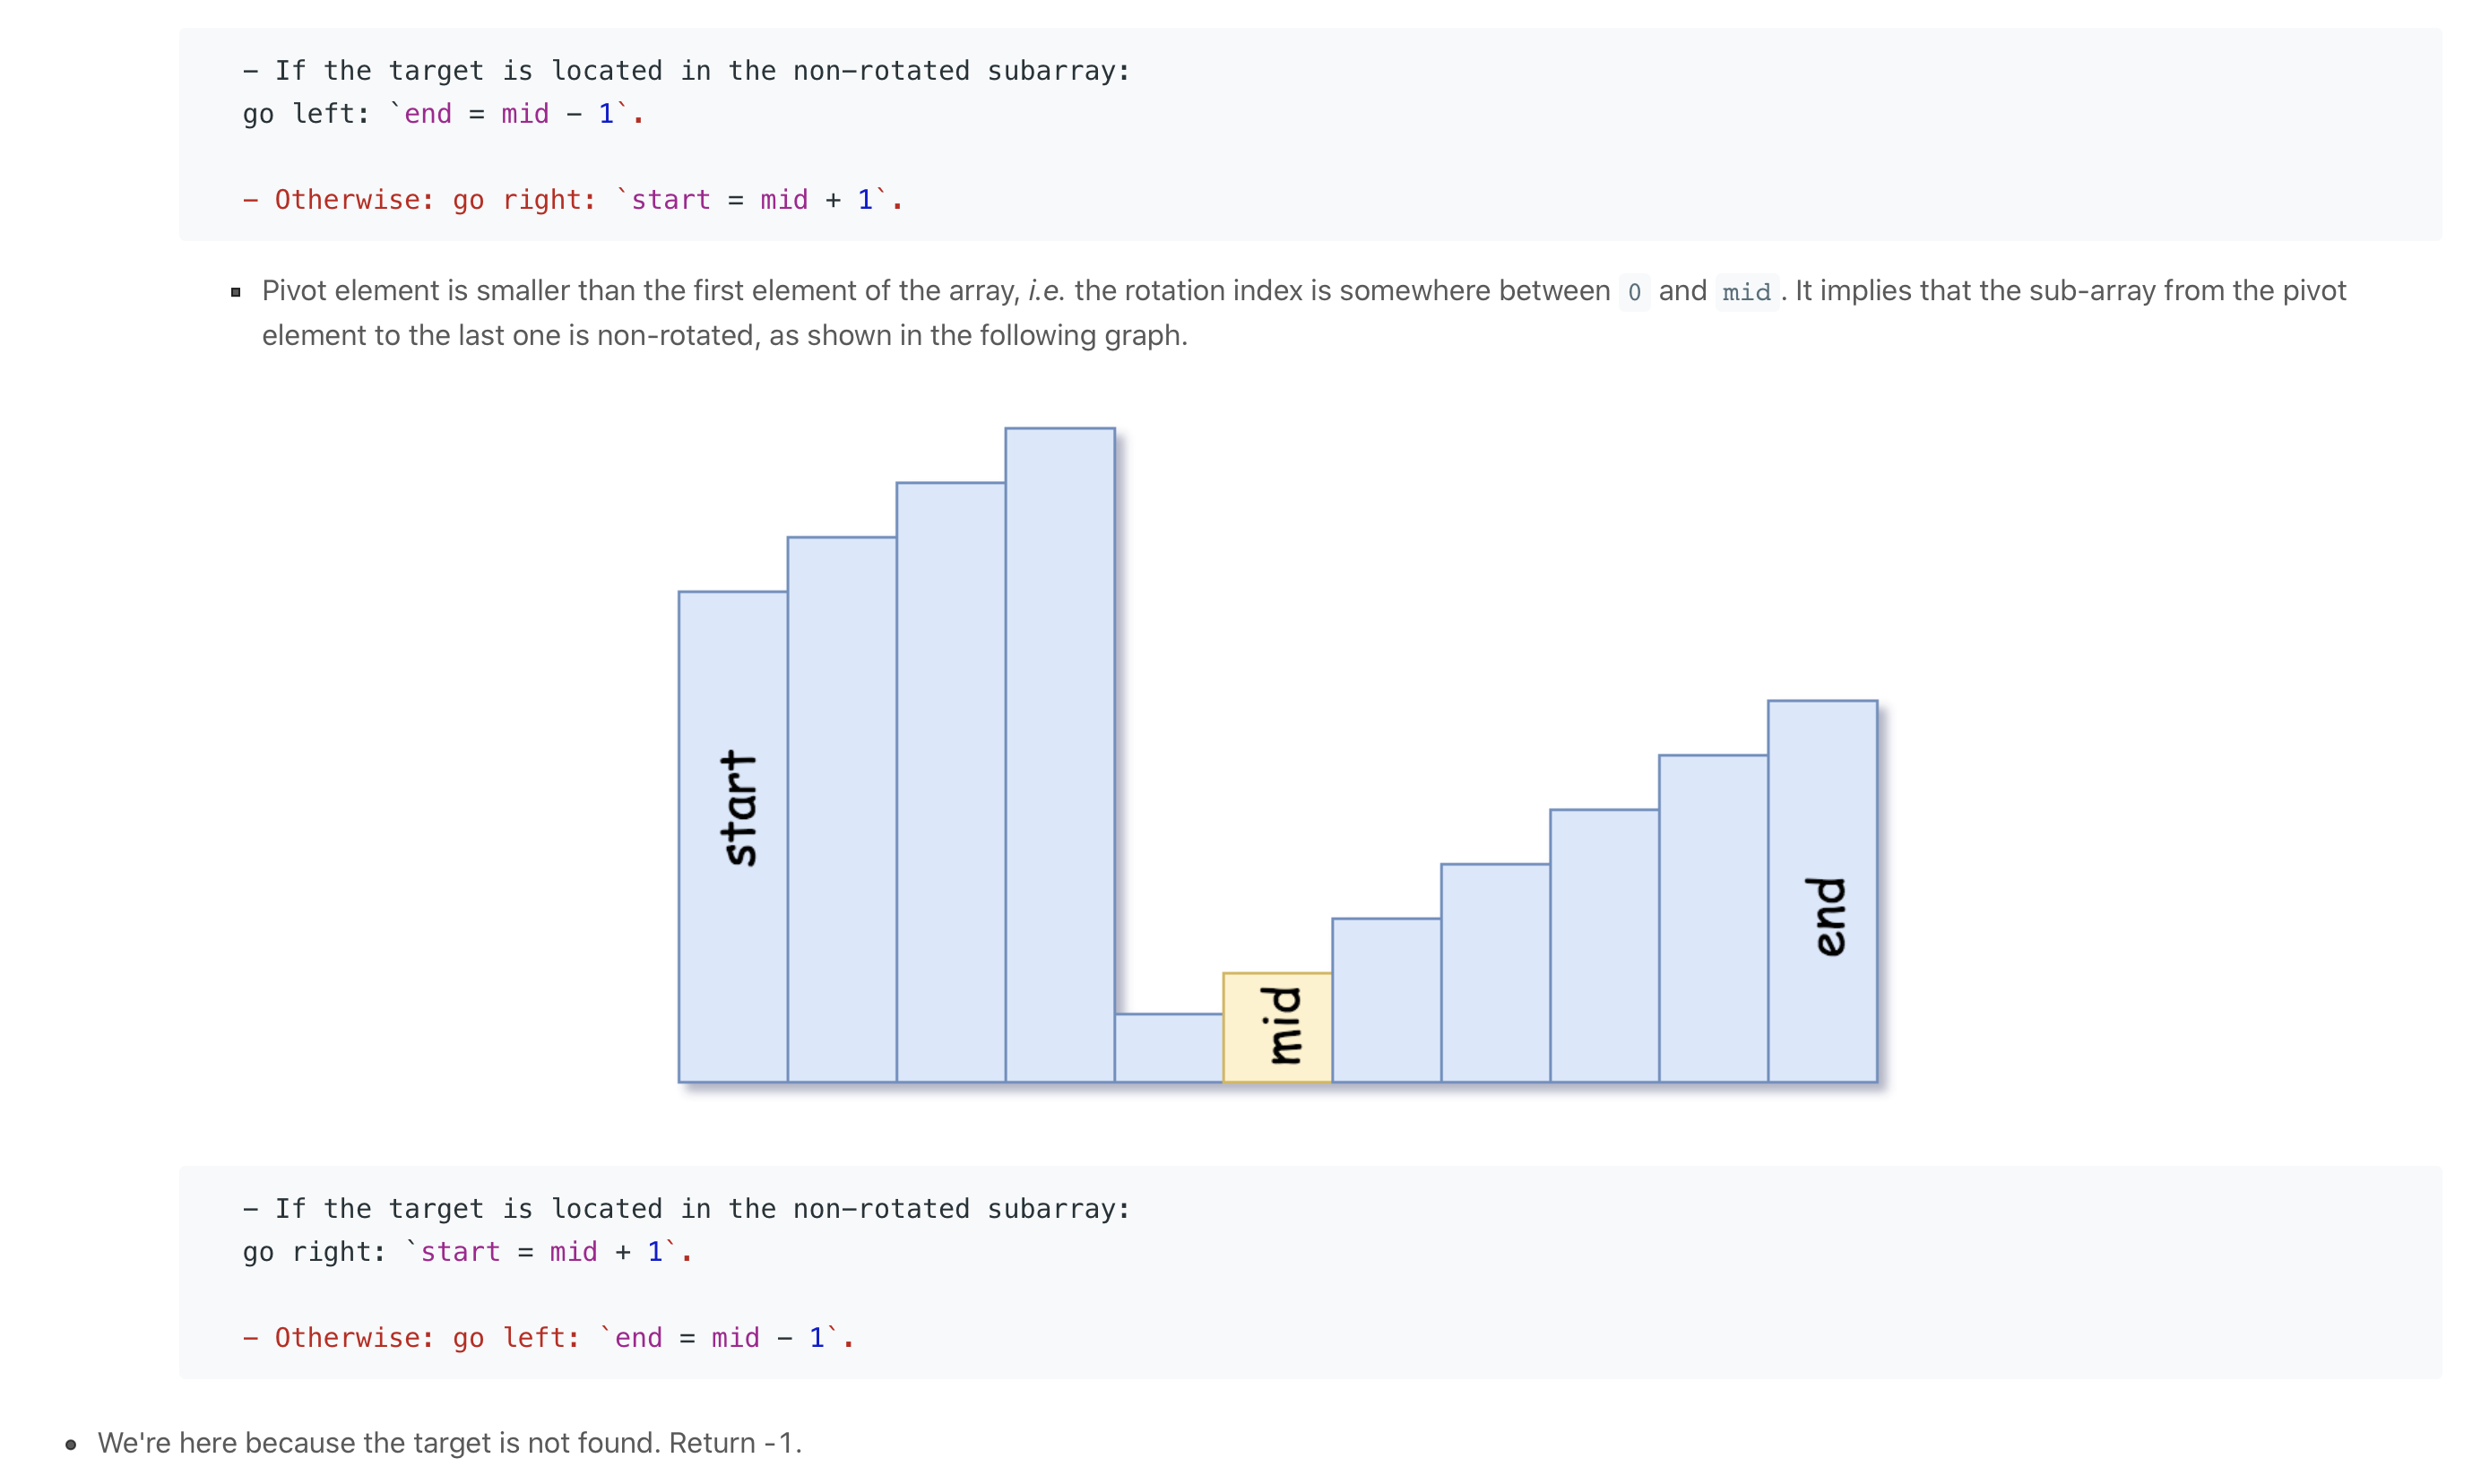 - If the target is located in the non-rotated subarray:
go left: `end = mid - 1`.
- Otherwise: go right: `start = mid + 1`.
▪ Pivot element is smaller than the first element of the array, i.e. the rotation index is somewhere between 0 and mid. It implies that the sub-array from the pivot
element to the last one is non-rotated, as shown in the following graph.
start
mid
end
- If the target is located in the non-rotated subarray:
go right: `start = mid + 1`.
- Otherwise: go left: `end = mid - 1`.
• We're here because the target is not found. Return -1.